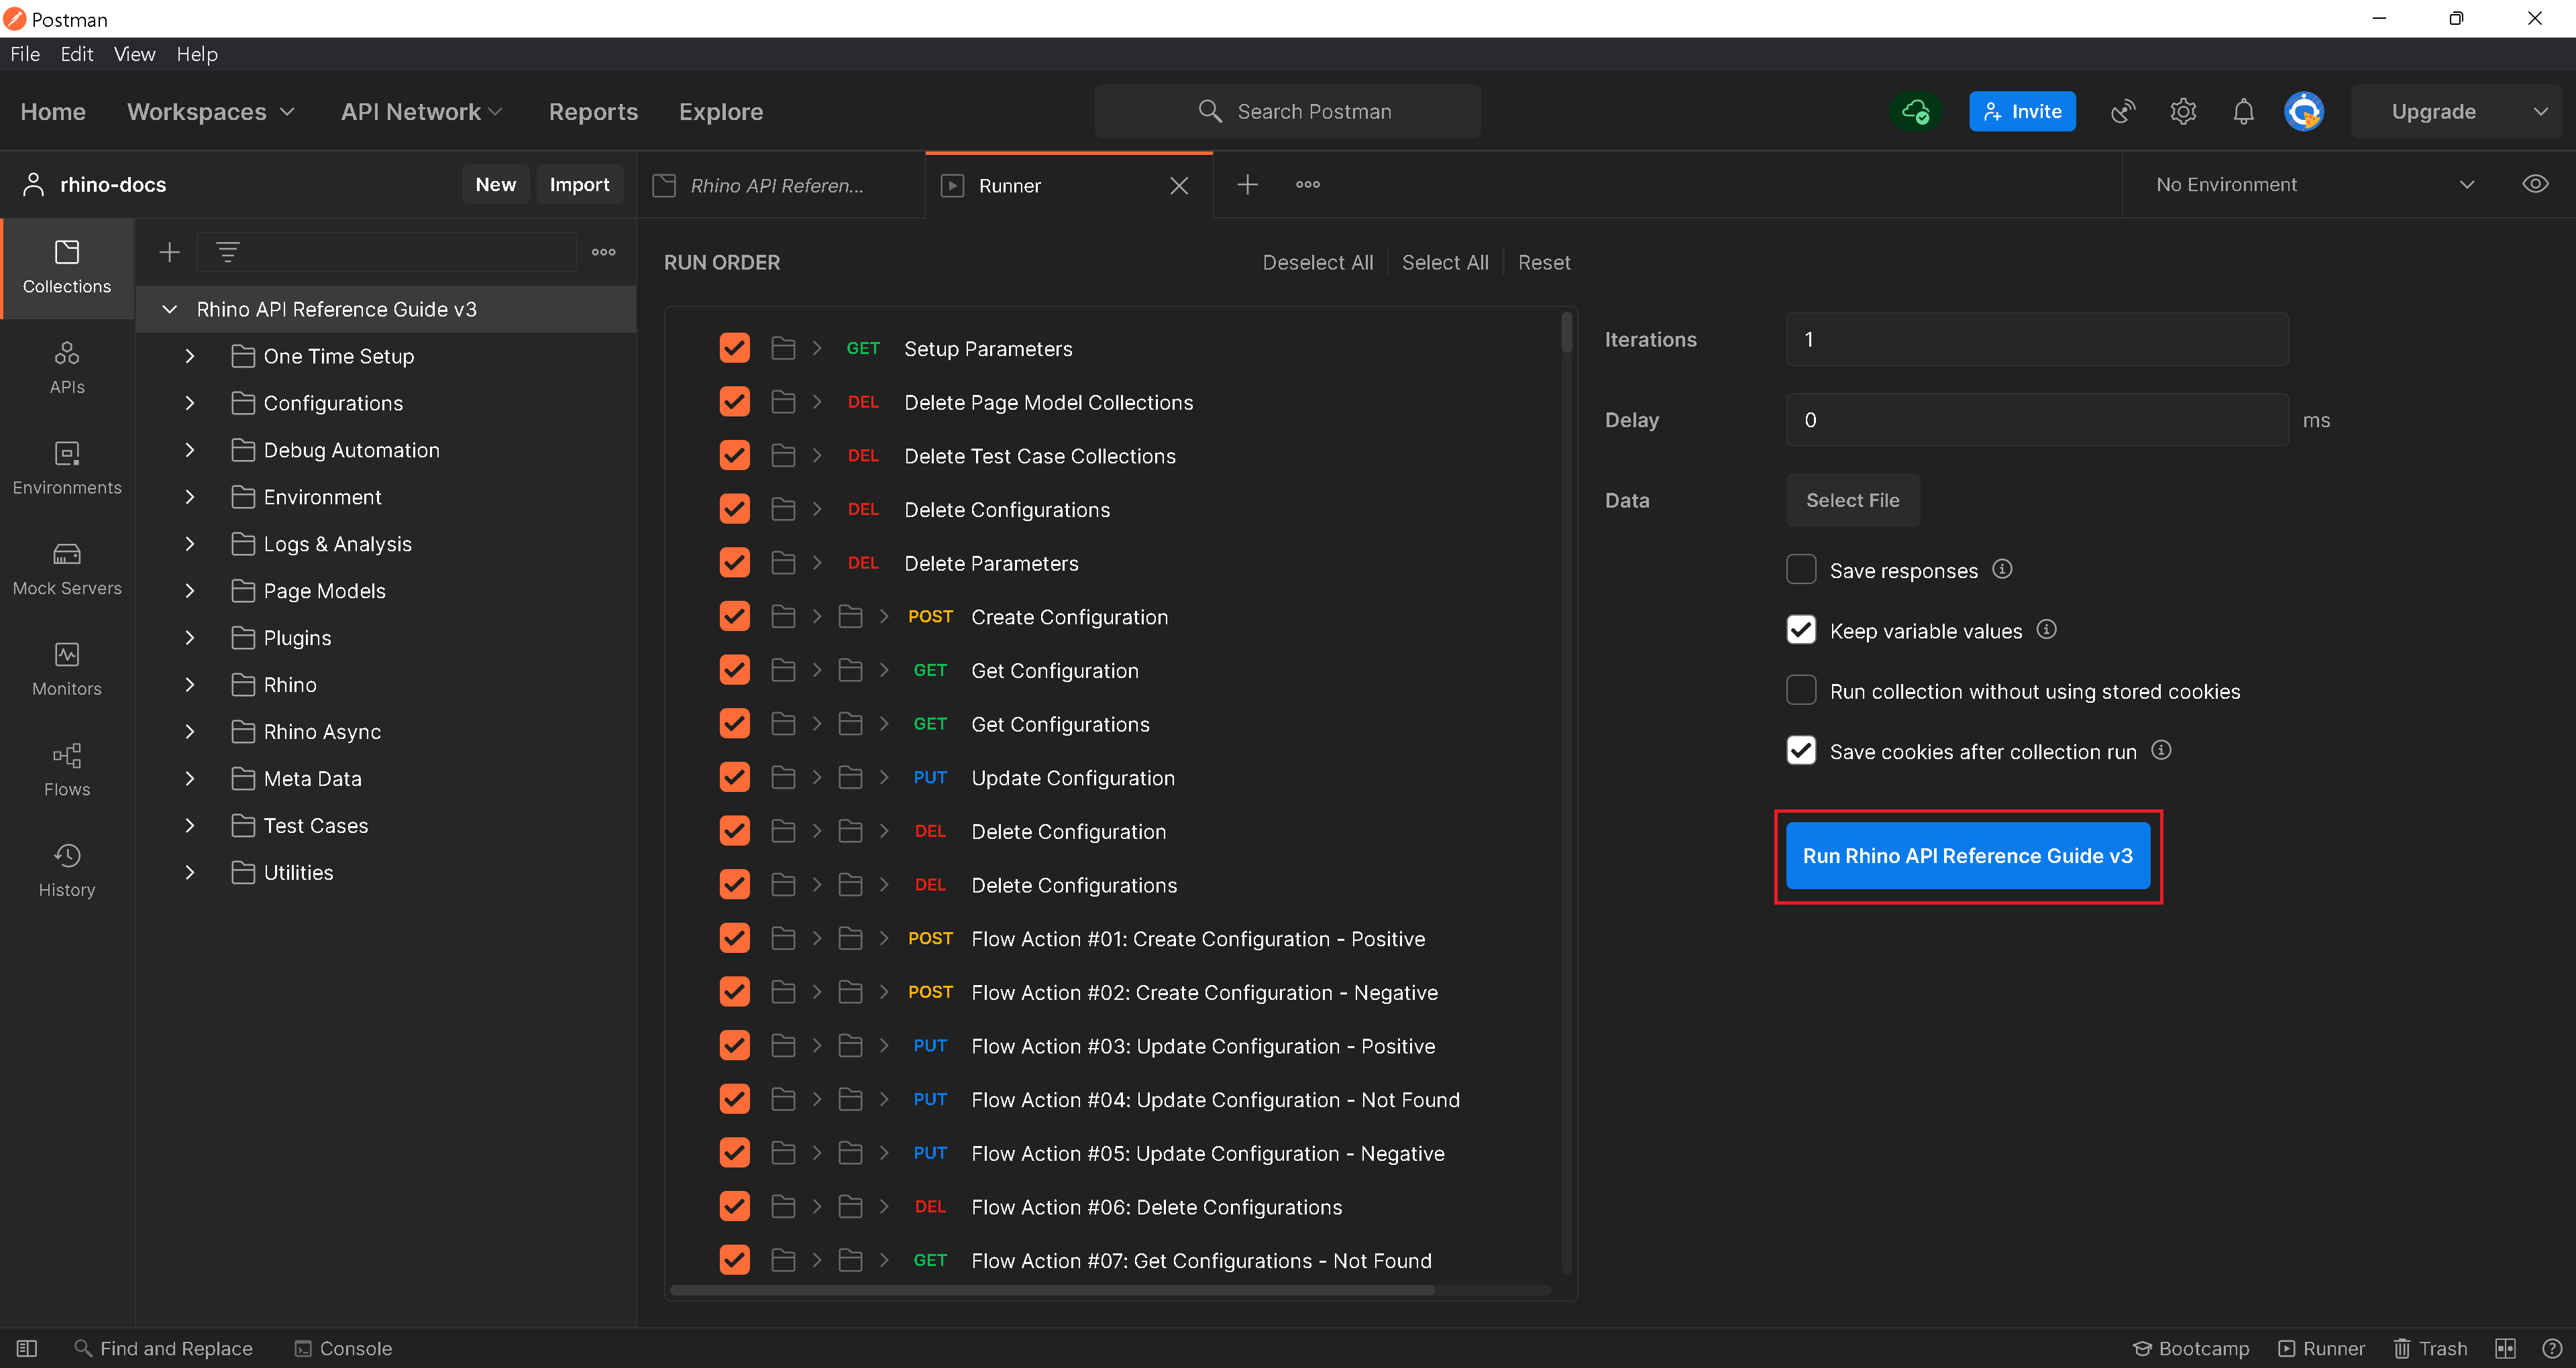 Postman
File Edit View Help
Home Workspaces API Network Reports Explore Search Postman Invite Upgrade
rhino-docs New Import Rhino API Referen... Runner No Environment
Collections
APIs
Environments
Mock Servers
Monitors
Flows
History
Rhino API Reference Guide v3
One Time Setup
Configurations
Debug Automation
Environment
Logs & Analysis
Page Models
Plugins
Rhino
Rhino Async
Meta Data
Test Cases
Utilities
RUN ORDER Deselect All Select All Reset
GET Setup Parameters
DEL Delete Page Model Collections
DEL Delete Test Case Collections
DEL Delete Configurations
DEL Delete Parameters
POST Create Configuration
GET Get Configuration
GET Get Configurations
PUT Update Configuration
DEL Delete Configuration
DEL Delete Configurations
POST Flow Action #01: Create Configuration - Positive
POST Flow Action #02: Create Configuration - Negative
PUT Flow Action #03: Update Configuration - Positive
PUT Flow Action #04: Update Configuration - Not Found
PUT Flow Action #05: Update Configuration - Negative
DEL Flow Action #06: Delete Configurations
GET Flow Action #07: Get Configurations - Not Found
Iterations 1
Delay 0 ms
Data Select File
Save responses
Keep variable values
Run collection without using stored cookies
Save cookies after collection run
Run Rhino API Reference Guide v3
Find and Replace Console Bootcamp Runner Trash